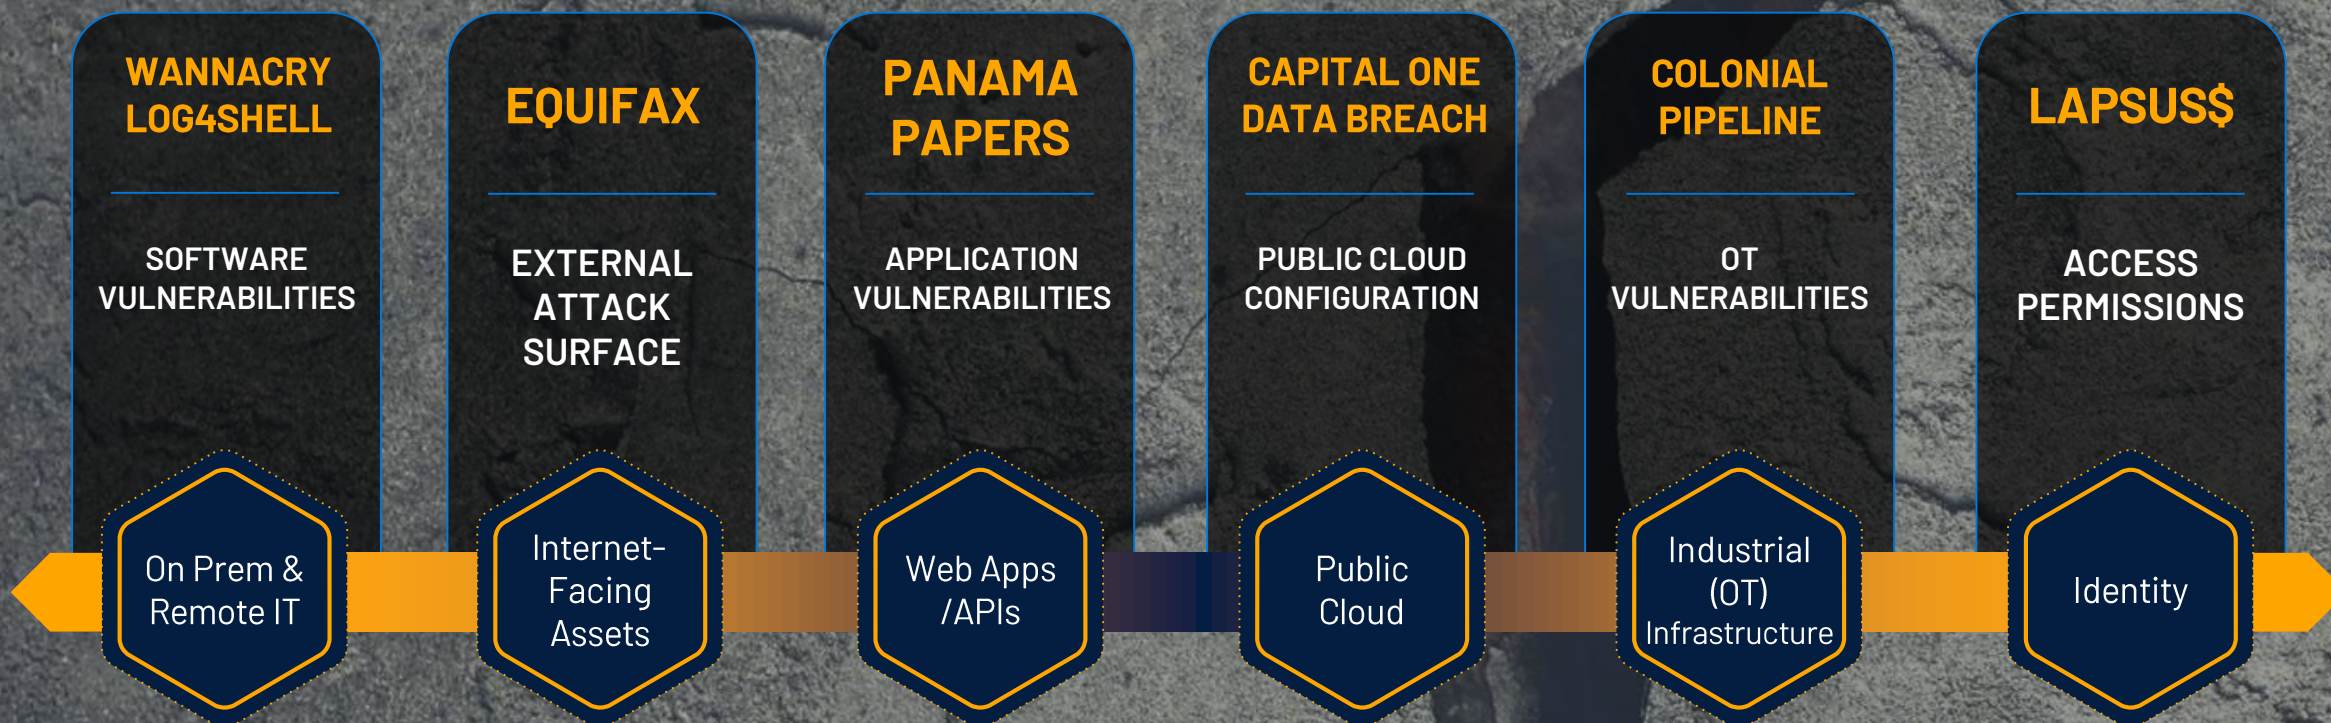 WANNACRY
LOG4SHELL
SOFTWARE
VULNERABILITIES
On Prem &
Remote IT
EQUIFAX
EXTERNAL
ATTACK
SURFACE
Internet-
Facing
Assets
PANAMA
PAPERS
APPLICATION
VULNERABILITIES
Web Apps
/APIs
CAPITAL ONE
DATA BREACH
PUBLIC CLOUD
CONFIGURATION
Public
Cloud
COLONIAL
PIPELINE
OT
VULNERABILITIES
Industrial
(OT)
Infrastructure
LAPSUS$
ACCESS
PERMISSIONS
Identity